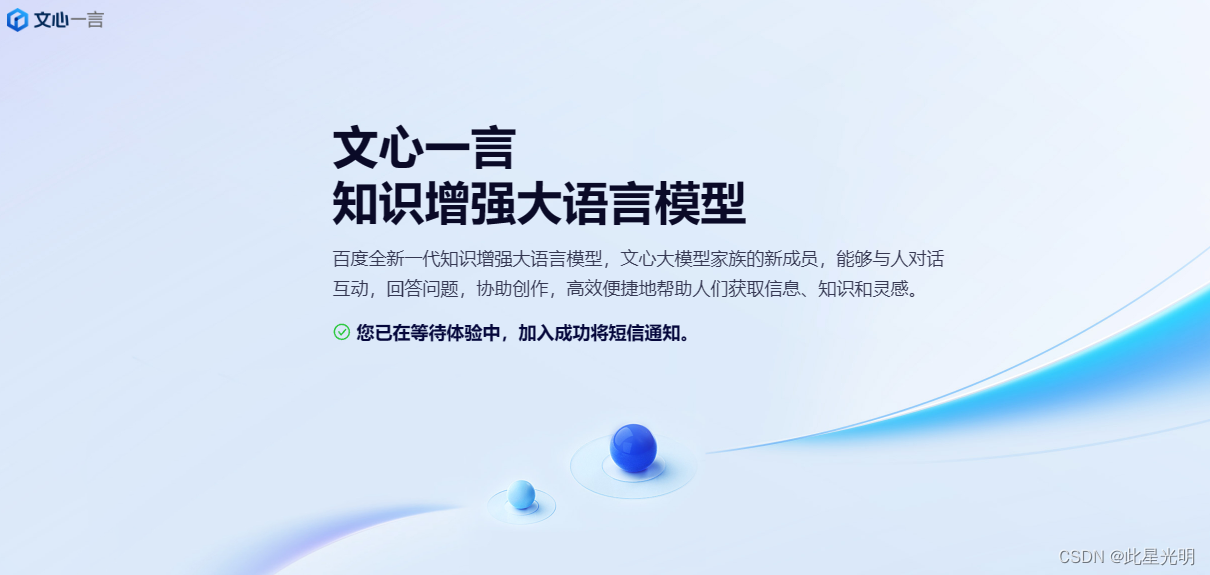 文心一言
文心一言
知识增强大语言模型
百度全新一代知识增强大语言模型，文心大模型家族的新成员，能够与人对话
互动，回答问题，协助创作，高效便捷地帮助人们获取信息、知识和灵感。
您已在等待体验中，加入成功将短信通知。
CSDN @此星光明